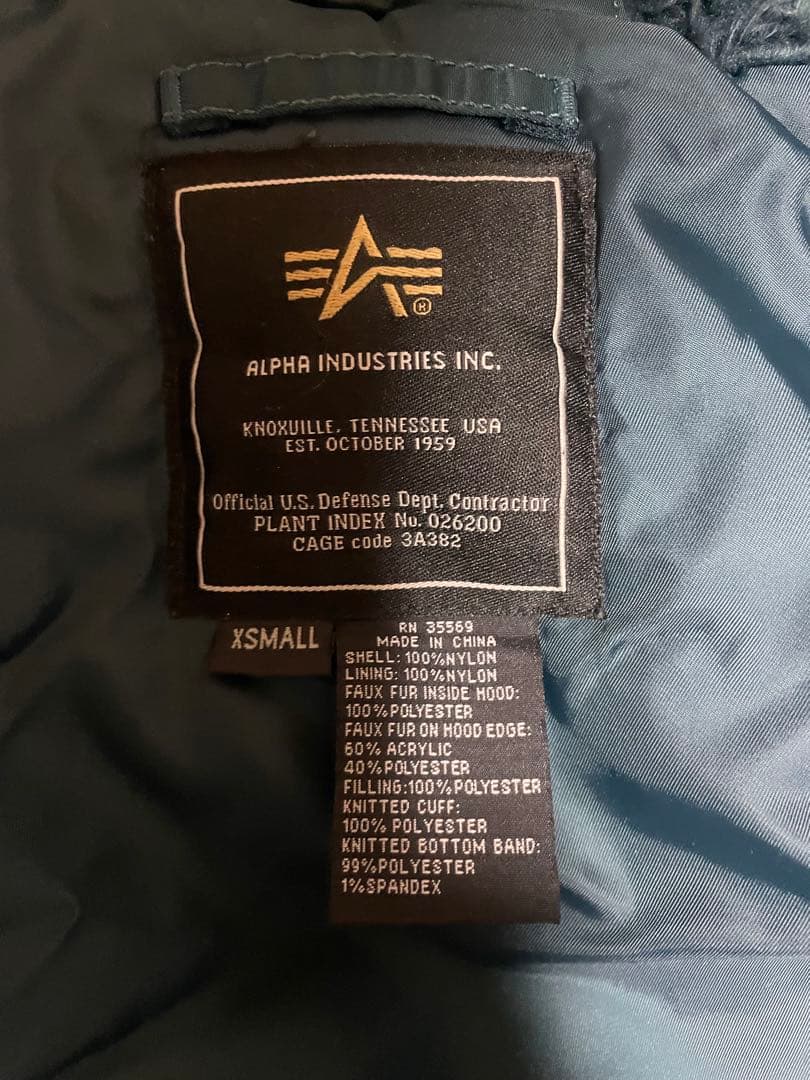 ®
ALPHA INDUSTRIES INC.
KNOXVILLE, TENNESSEE USA
EST. OCTOBER 1959
Official U.S. Defense Dept. Contractor
PLANT INDEX No. 026200
CAGE code 3A382
XSMALL
RN 35569
MADE IN CHINA
SHELL: 100%NYLON
LINING: 100%NYLON
FAUX FUR INSIDE HOOD:
100%POLYESTER
FAUX FUR ON HOOD EDGE:
60% ACRYLIC
40%POLYESTER
FILLING:100%POLYESTER
KNITTED CUFF:
100% POLYESTER
KNITTED BOTTOM BAND:
99%POLYESTER
1%SPANDEX